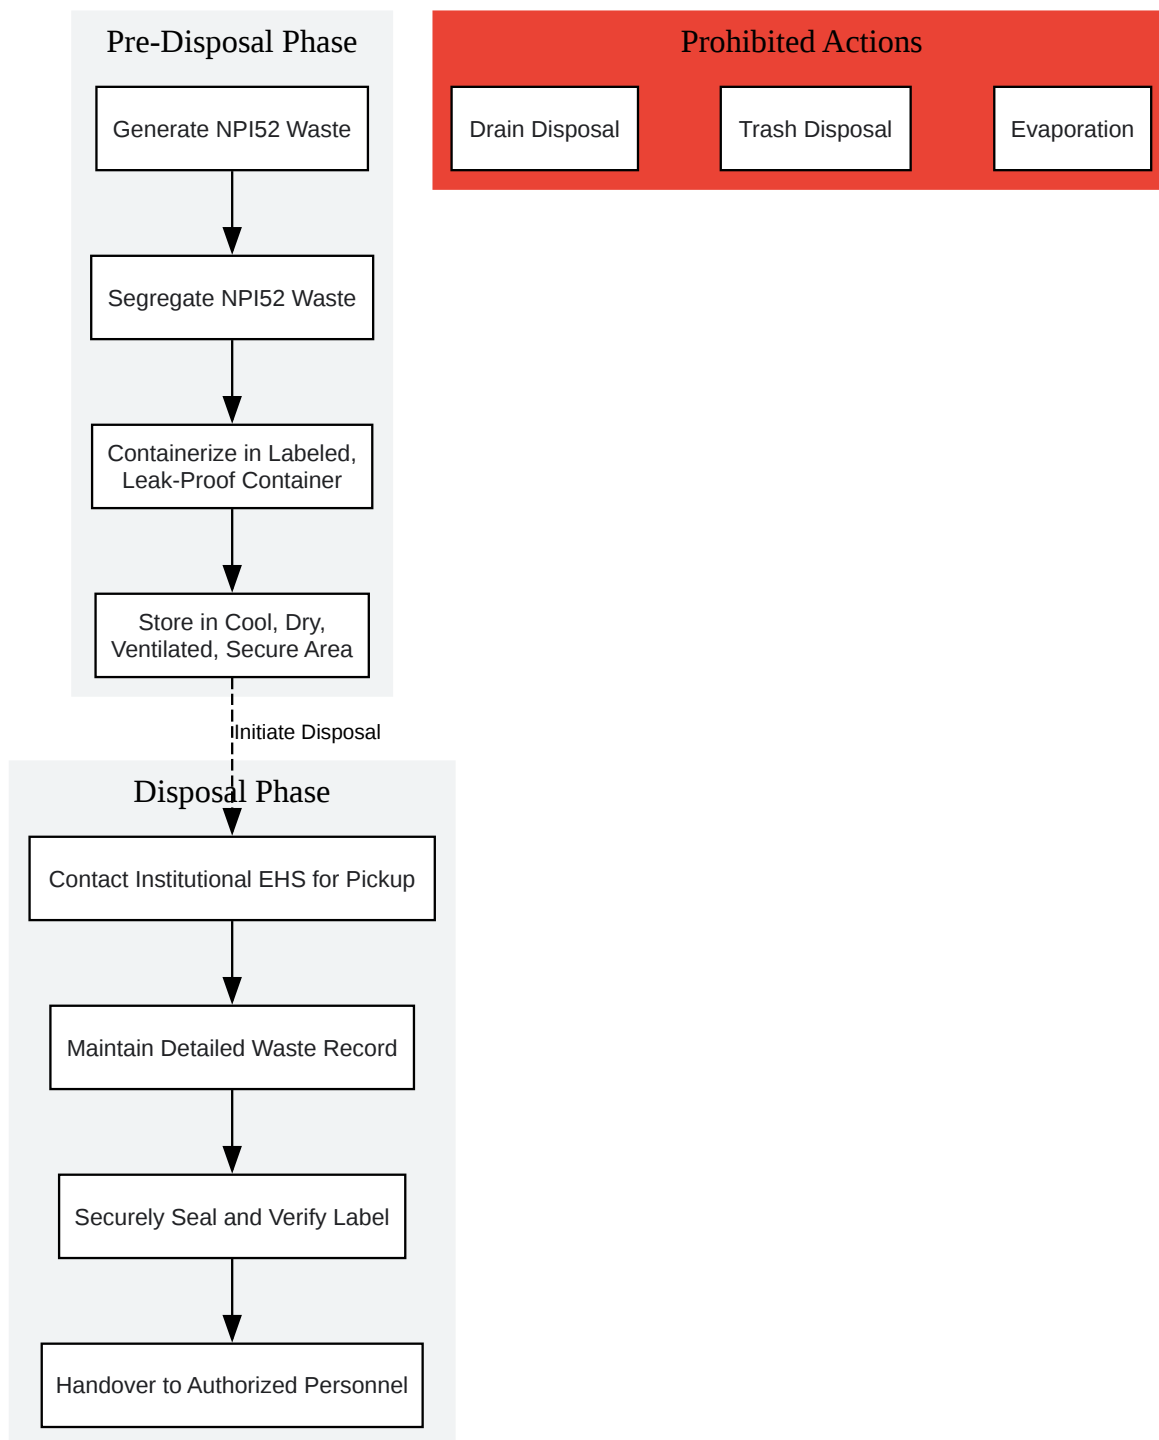 Pre-Disposal Phase
Generate NPI52 Waste
Segregate NPI52 Waste
Containerize in Labeled,
Leak-Proof Container
Store in Cool, Dry,
Ventilated, Secure Area
Initiate Disposal
Disposal Phase
Contact Institutional EHS for Pickup
Maintain Detailed Waste Record
Securely Seal and Verify Label
Handover to Authorized Personnel
Prohibited Actions
Drain Disposal
Trash Disposal
Evaporation